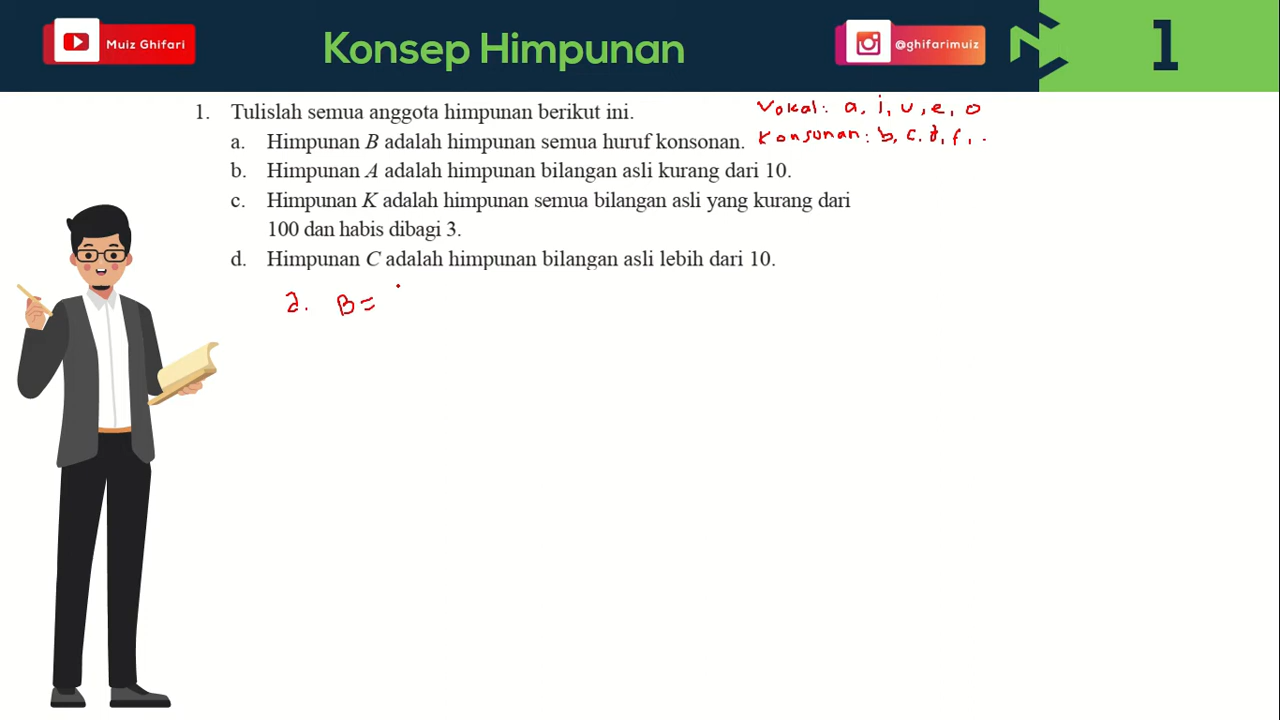 Muiz Ghifari
Konsep Himpunan
@ghifarimuiz
1
1. Tulislah semua anggota himpunan berikut ini.
Vokal: a, i, u, e, o
a. Himpunan B adalah himpunan semua huruf konsonan.
Konsunan: b, c, d, f, .
b. Himpunan A adalah himpunan bilangan asli kurang dari 10.
c. Himpunan K adalah himpunan semua bilangan asli yang kurang dari
100 dan habis dibagi 3.
d. Himpunan C adalah himpunan bilangan asli lebih dari 10.
a. B =